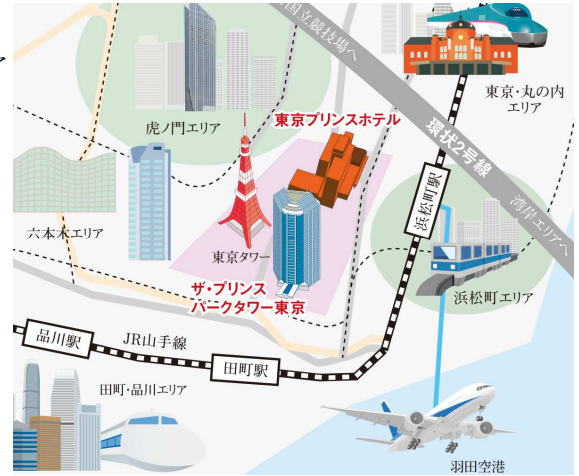 国立競技場へ
東京・丸の内
エリア
虎ノ門エリア
東京プリンスホテル
環状2号線
浜松町駅
湾岸エリアへ
六本木エリア
東京タワー
ザ・プリンス
パークタワー東京
浜松町エリア
品川駅
JR山手線
田町駅
田町・品川エリア
羽田空港